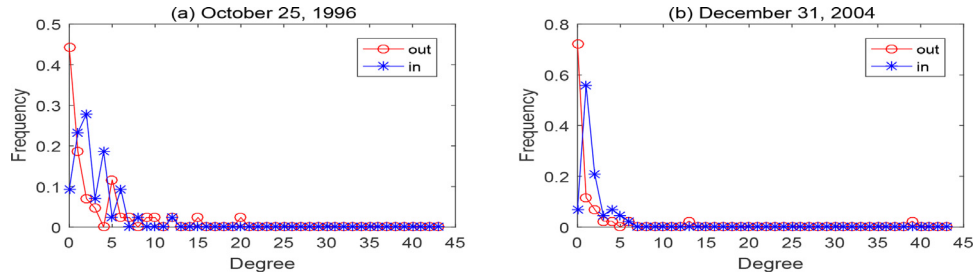 (a) October 25, 1996
0.5
0.4
0.3
0.2
0.1
0
Frequency
out
in
0 5 10 15 20 25 30 35 40 45
Degree
(b) December 31, 2004
0.8
0.6
0.4
0.2
0
Frequency
out
in
0 5 10 15 20 25 30 35 40 45
Degree